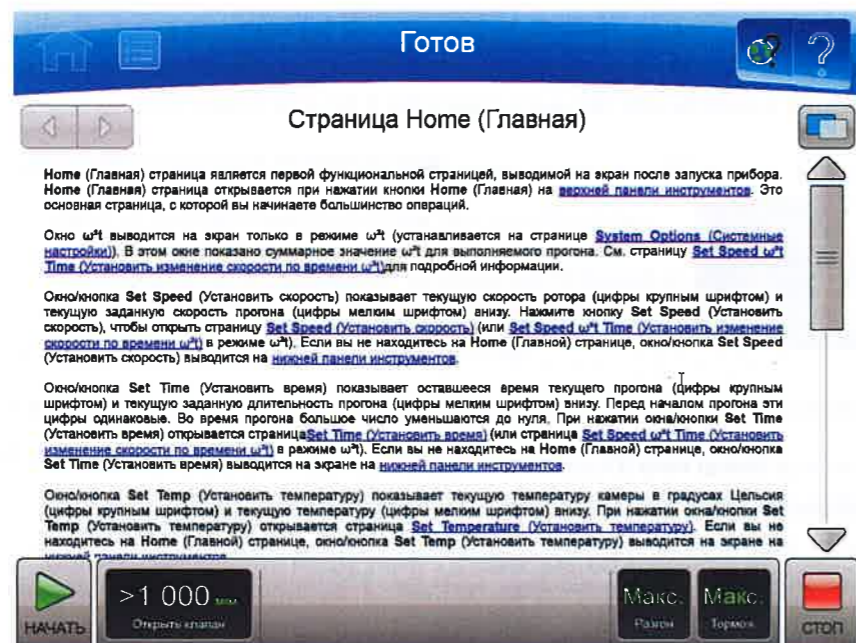 Готов
Страница Home (Главная)
Home (Главная) страница является первой функциональной страницей, выводимой на экран после запуска прибора.
Home (Главная) страница открывается при нажатии кнопки Home (Главная) на верхней панели инструментов. Это
основная страница, с которой вы начинаете большинство операций.
Окно ω²t выводится на экран только в режиме ω²t (устанавливается на странице System Options (Системные
настройки)). В этом окне показано суммарное значение ω²t для выполняемого прогона. См. страницу Set Speed ω²t
Time (Установить изменение скорости по времени ω²t)для подробной информации.
Окно/кнопка Set Speed (Установить скорость) показывает текущую скорость ротора (цифры крупным шрифтом) и
текущую заданную скорость прогона (цифры мелким шрифтом) внизу. Нажмите кнопку Set Speed (Установить
скорость), чтобы открыть страницу Set Speed (Установить скорость) (или Set Speed ω²t Time (Установить изменение
скорости по времени ω²t) в режиме ω²t). Если вы не находитесь на Home (Главной) странице, окно/кнопка Set Speed
(Установить скорость) выводится на нижней панели инструментов.
Окно/кнопка Set Time (Установить время) показывает оставшееся время текущего прогона (цифры крупным
шрифтом) и текущую заданную длительность прогона (цифры мелким шрифтом) внизу. Перед началом прогона эти
цифры одинаковые. Во время прогона большое число уменьшаются до нуля. При нажатии окна/кнопки Set Time
(Установить время) открывается страницаSet Time (Установить время) (или страница Set Speed ω²t Time (Установить
изменение скорости по времени ω²t) в режиме ω²t). Если вы не находитесь на Home (Главной) странице, окно/кнопка
Set Time (Установить время) выводится на экране на нижней панели инструментов.
Окно/кнопка Set Temp (Установить температуру) показывает текущую температуру камеры в градусах Цельсия
(цифры крупным шрифтом) и текущую температуру (цифры мелким шрифтом) внизу. При нажатии окна/кнопки Set
Temp (Установить температуру) открывается страница Set Temperature (Установить температуру). Если вы не
находитесь на Home (Главной) странице, окно/кнопка Set Temp (Установить температуру) выводится на экране на
нижней панели инструментов
НАЧАТЬ
>1 000 мкм
Открыть клапан
Макс.
Разгон
Макс.
Тормож.
СТОП